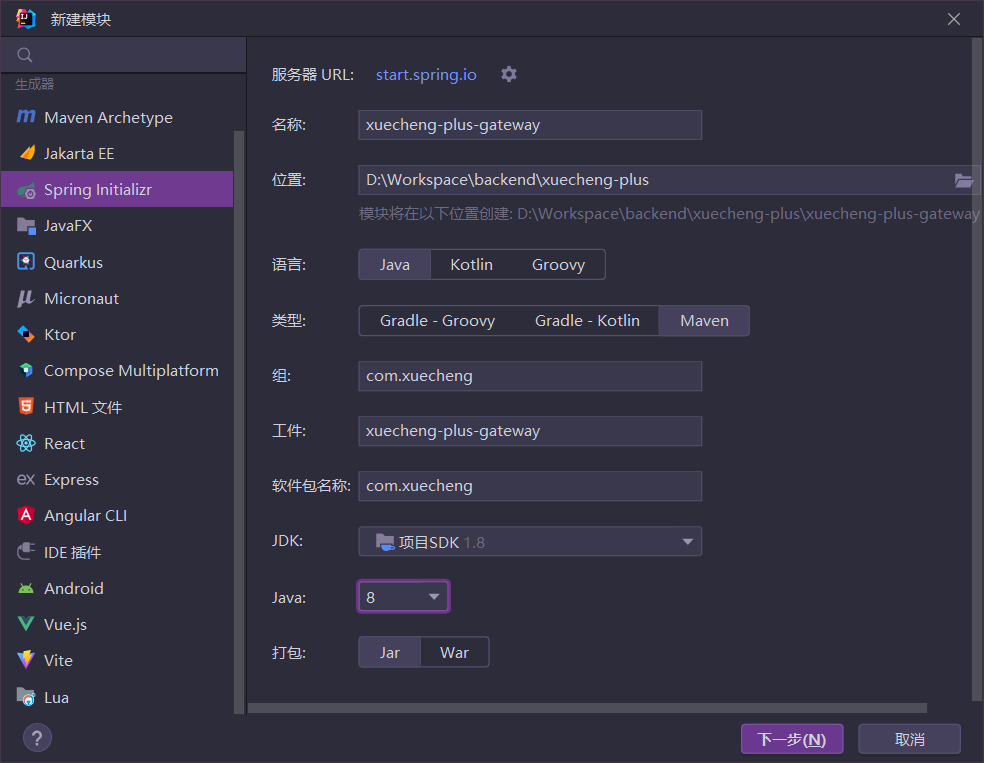 新建模块
生成器
Maven Archetype
Jakarta EE
Spring Initializr
JavaFX
Quarkus
Micronaut
Ktor
Compose Multiplatform
HTML 文件
React
Express
Angular CLI
IDE 插件
Android
Vue.js
Vite
Lua
服务器 URL: start.spring.io
名称: xuecheng-plus-gateway
位置: D:\Workspace\backend\xuecheng-plus
模块将在以下位置创建: D:\Workspace\backend\xuecheng-plus\xuecheng-plus-gateway
语言: Java Kotlin Groovy
类型: Gradle - Groovy Gradle - Kotlin Maven
组: com.xuecheng
工件: xuecheng-plus-gateway
软件包名称: com.xuecheng
JDK: 项目SDK 1.8
Java: 8
打包: Jar War
? 下一步(N) 取消